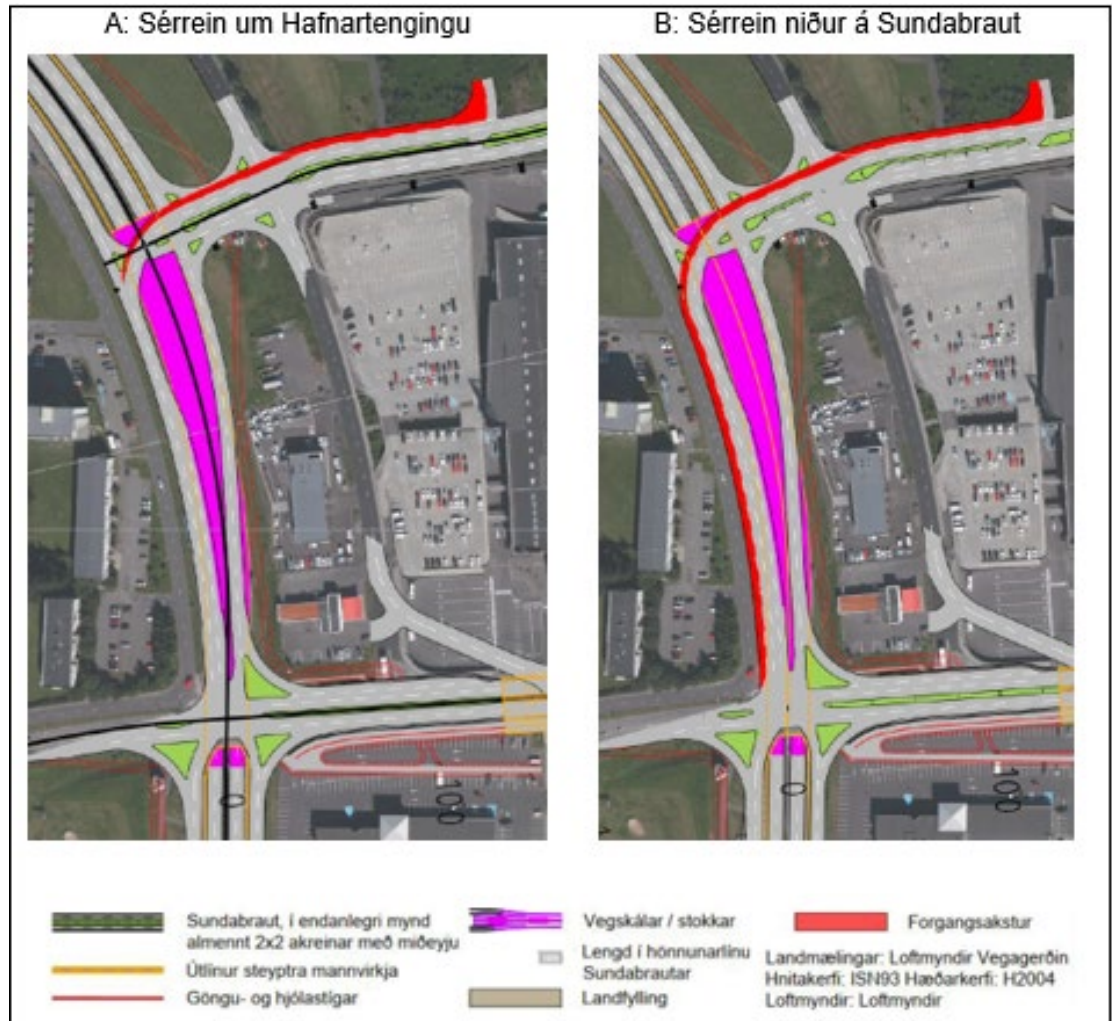 A: Sérrein um Hafnartengingu
B: Sérrein niður á Sundabraut
0
100
0
100
Sundabraut, í endanlegri mynd
almennt 2x2 akreinar með miðeyju
Útlínur steyptra mannvirkja
Göngu- og hjólastígar
Vegskálar / stokkar
Lengd í hönnunarlínu
Sundabrautar
Landfylling
Forgangsakstur
Landmælingar: Loftmyndir Vegagerðin
Hnitakerfi: ISN93 Hæðarkerfi: H2004
Loftmyndir: Loftmyndir